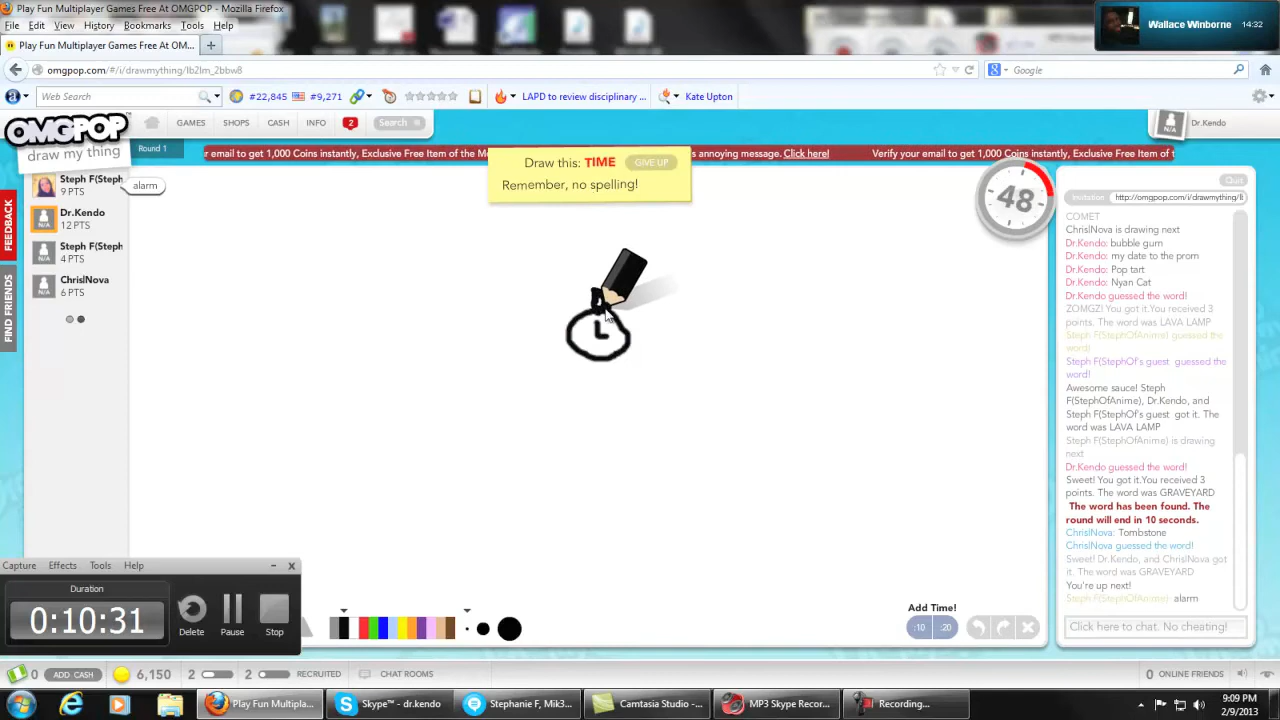 Play Fun Multiplayer Games Free At OMGPOP - Mozilla Firefox
File Edit View History Bookmarks Tools Help
Wallace Winborne 14:32
Play Fun Multiplayer Games Free At OM...
omgpop.com/#/i/drawmything/lb2lm_2bbw8
Google
Web Search
#22,845 #9,271 LAPD to review disciplinary ... Kate Upton
OMGPOP
GAMES SHOPS CASH INFO 2 Search
N/A Dr.Kendo
draw my thing
Round 1
r email to get 1,000 Coins instantly, Exclusive Free Item of the M
s annoying message. Click here!
Verify your email to get 1,000 Coins instantly, Exclusive Free Item of t
Draw this: TIME GIVE UP
Remember, no spelling!
48
FEEDBACK
FIND FRIENDS
Steph F(Steph
9 PTS
alarm
Dr.Kendo
12 PTS
N/A
Steph F(Steph
4 PTS
N/A
ChrisINova
6 PTS
N/A
Quit
Invitation http://omgpop.com/i/drawmything/ll
COMET
ChrisINova is drawing next
Dr.Kendo: bubble gum
Dr.Kendo: my date to the prom
Dr.Kendo: Pop tart
Dr.Kendo: Nyan Cat
Dr.Kendo guessed the word!
ZOMGZ! You got it.You received 3
points. The word was LAVA LAMP
Steph F(StephOfAnime) guessed the
word!
Steph F(StephOf's guest guessed the
word!
Awesome sauce! Steph
F(StephOfAnime), Dr.Kendo, and
Steph F(StephOf's guest got it. The
word was LAVA LAMP
Steph F(StephOfAnime) is drawing
next
Dr.Kendo guessed the word!
Sweet! You got it.You received 3
points. The word was GRAVEYARD
The word has been found. The
round will end in 10 seconds.
ChrisINova: Tombstone
ChrisINova guessed the word!
Sweet! Dr.Kendo, and ChrisINova got
it. The word was GRAVEYARD
You're up next!
Steph F(StephOfAnime): alarm
Click here to chat. No cheating!
Capture Effects Tools Help
Duration
0:10:31
Delete Pause Stop
Add Time!
:10 :20
0 ADD CASH 6,150 2 2 RECRUITED CHAT ROOMS 0 ONLINE FRIENDS
Play Fun Multipla... Skype™ - dr.kendo Stephanie F, Mik3... Camtasia Studio -... MP3 Skype Recor... Recording...
9:09 PM
2/9/2013